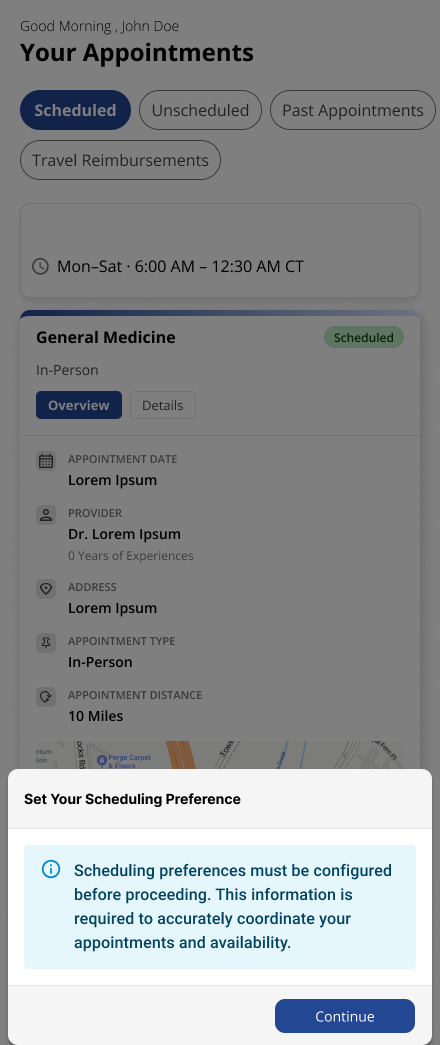 Good Morning , John Doe
Your Appointments
Scheduled
Unscheduled
Past Appointments
Travel Reimbursements
Mon–Sat · 6:00 AM – 12:30 AM CT
General Medicine
Scheduled
In-Person
Overview
Details
APPOINTMENT DATE
Lorem Ipsum
PROVIDER
Dr. Lorem Ipsum
0 Years of Experiences
ADDRESS
Lorem Ipsum
APPOINTMENT TYPE
In-Person
APPOINTMENT DISTANCE
10 Miles
Perge Carpet
& Floors
Set Your Scheduling Preference
Scheduling preferences must be configured
before proceeding. This information is
required to accurately coordinate your
appointments and availability.
Continue